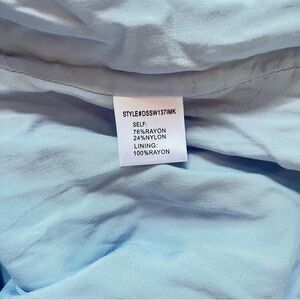 STYLE#DSSW137IMK
SELF:
76%RAYON
24%NYLON
LINING:
100%RAYON